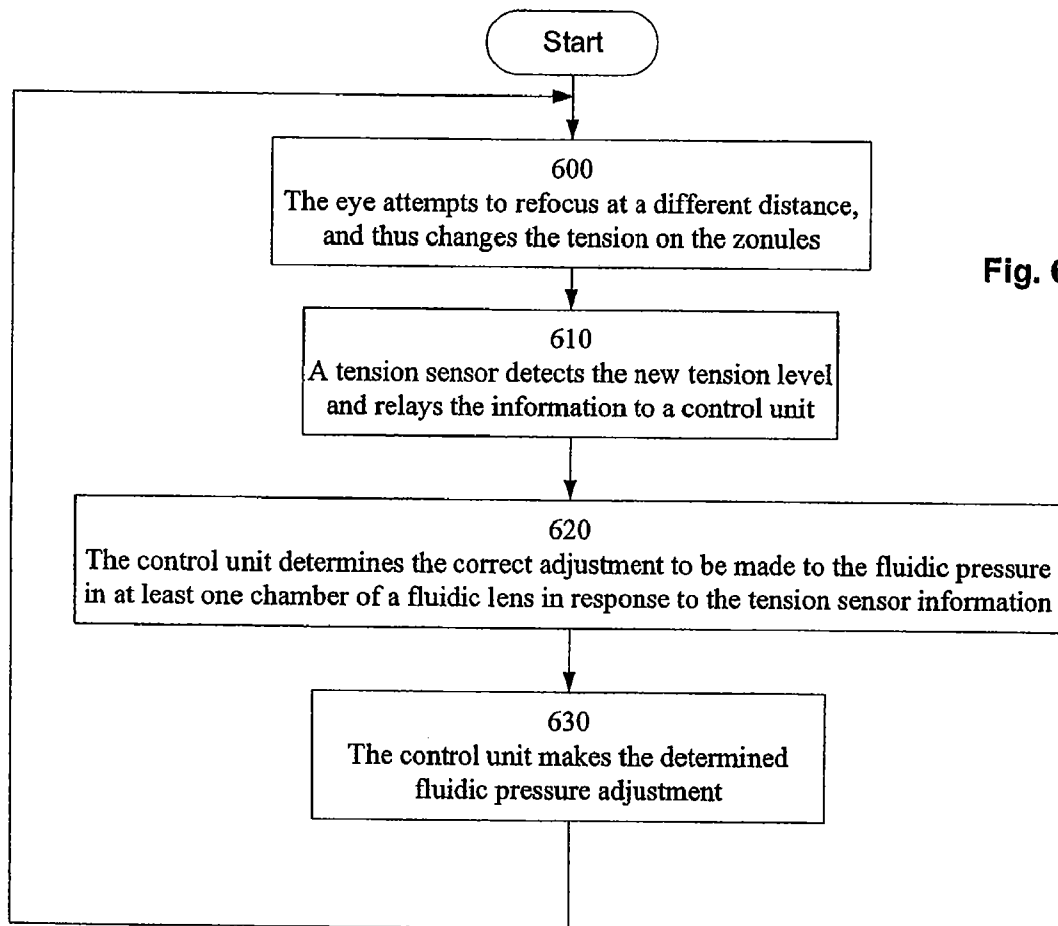 Start
600
The eye attempts to refocus at a different distance,
and thus changes the tension on the zonules
Fig. 6
610
A tension sensor detects the new tension level
and relays the information to a control unit
620
The control unit determines the correct adjustment to be made to the fluidic pressure
in at least one chamber of a fluidic lens in response to the tension sensor information
630
The control unit makes the determined
fluidic pressure adjustment